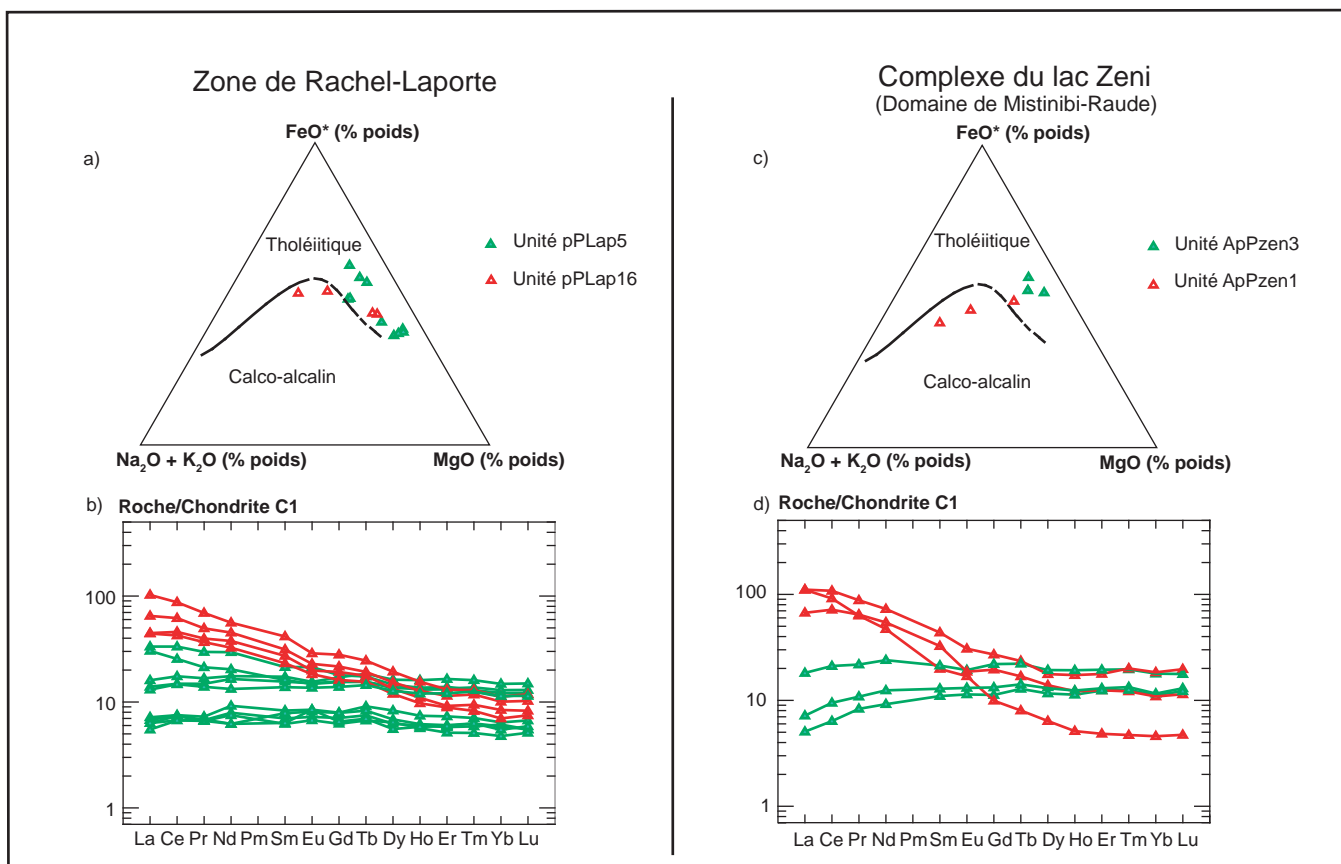 Zone de Rachel-Laporte
a)
FeO* (% poids)
Tholéiitique
Calco-alcalin
Na₂O + K₂O (% poids)
MgO (% poids)
Unité pPLap5
Unité pPLap16
b)
Roche/Chondrite C1
100
10
1
La Ce Pr Nd Pm Sm Eu Gd Tb Dy Ho Er Tm Yb Lu
Complexe du lac Zeni
(Domaine de Mistinibi-Raude)
c)
FeO* (% poids)
Tholéiitique
Calco-alcalin
Na₂O + K₂O (% poids)
MgO (% poids)
Unité ApPzen3
Unité ApPzen1
d)
Roche/Chondrite C1
100
10
1
La Ce Pr Nd Pm Sm Eu Gd Tb Dy Ho Er Tm Yb Lu